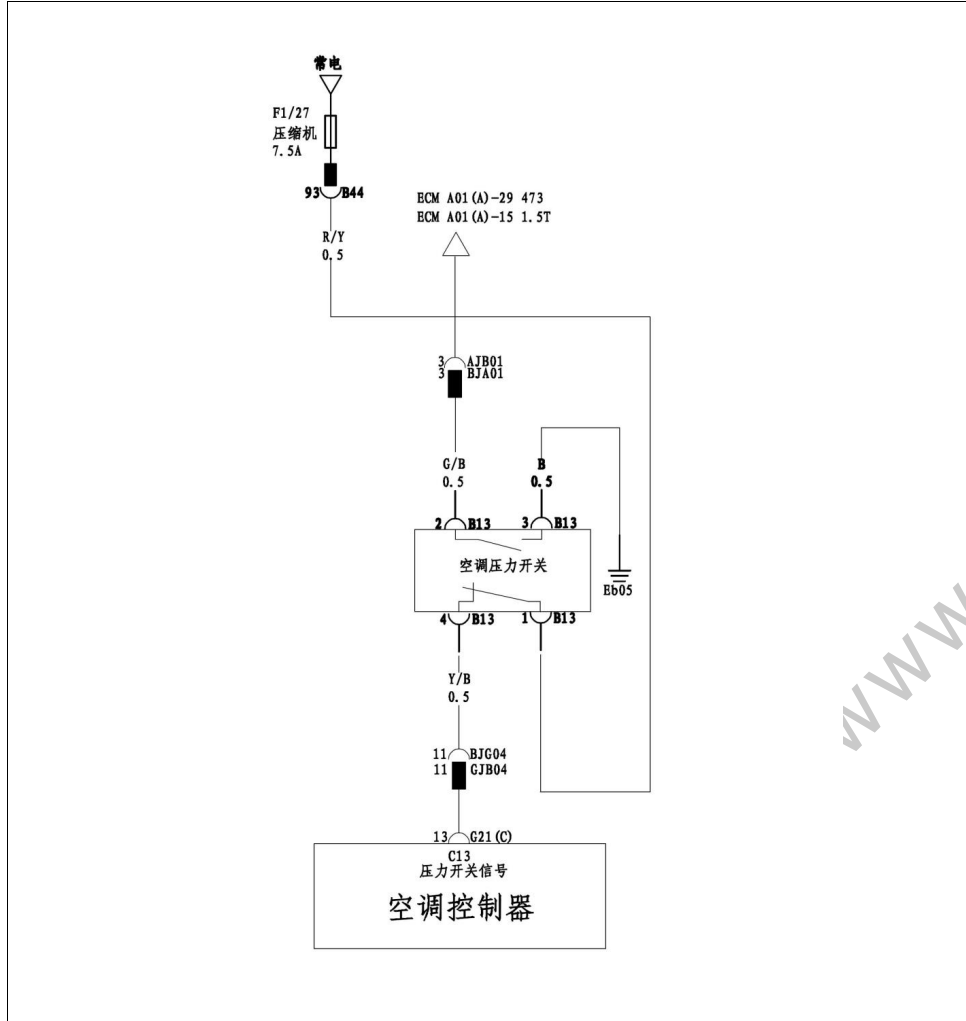 常电
F1/27
压缩机
7.5A
93 B44
R/Y
0.5
ECM A01(A)-29 473
ECM A01(A)-15 1.5T
3 AJB01
3 BJA01
G/B
0.5
B
0.5
2 B13
3 B13
空调压力开关
Eb05
4 B13
1 B13
Y/B
0.5
11 BJG04
11 GJB04
13 G21(C)
C13
压力开关信号
空调控制器
www